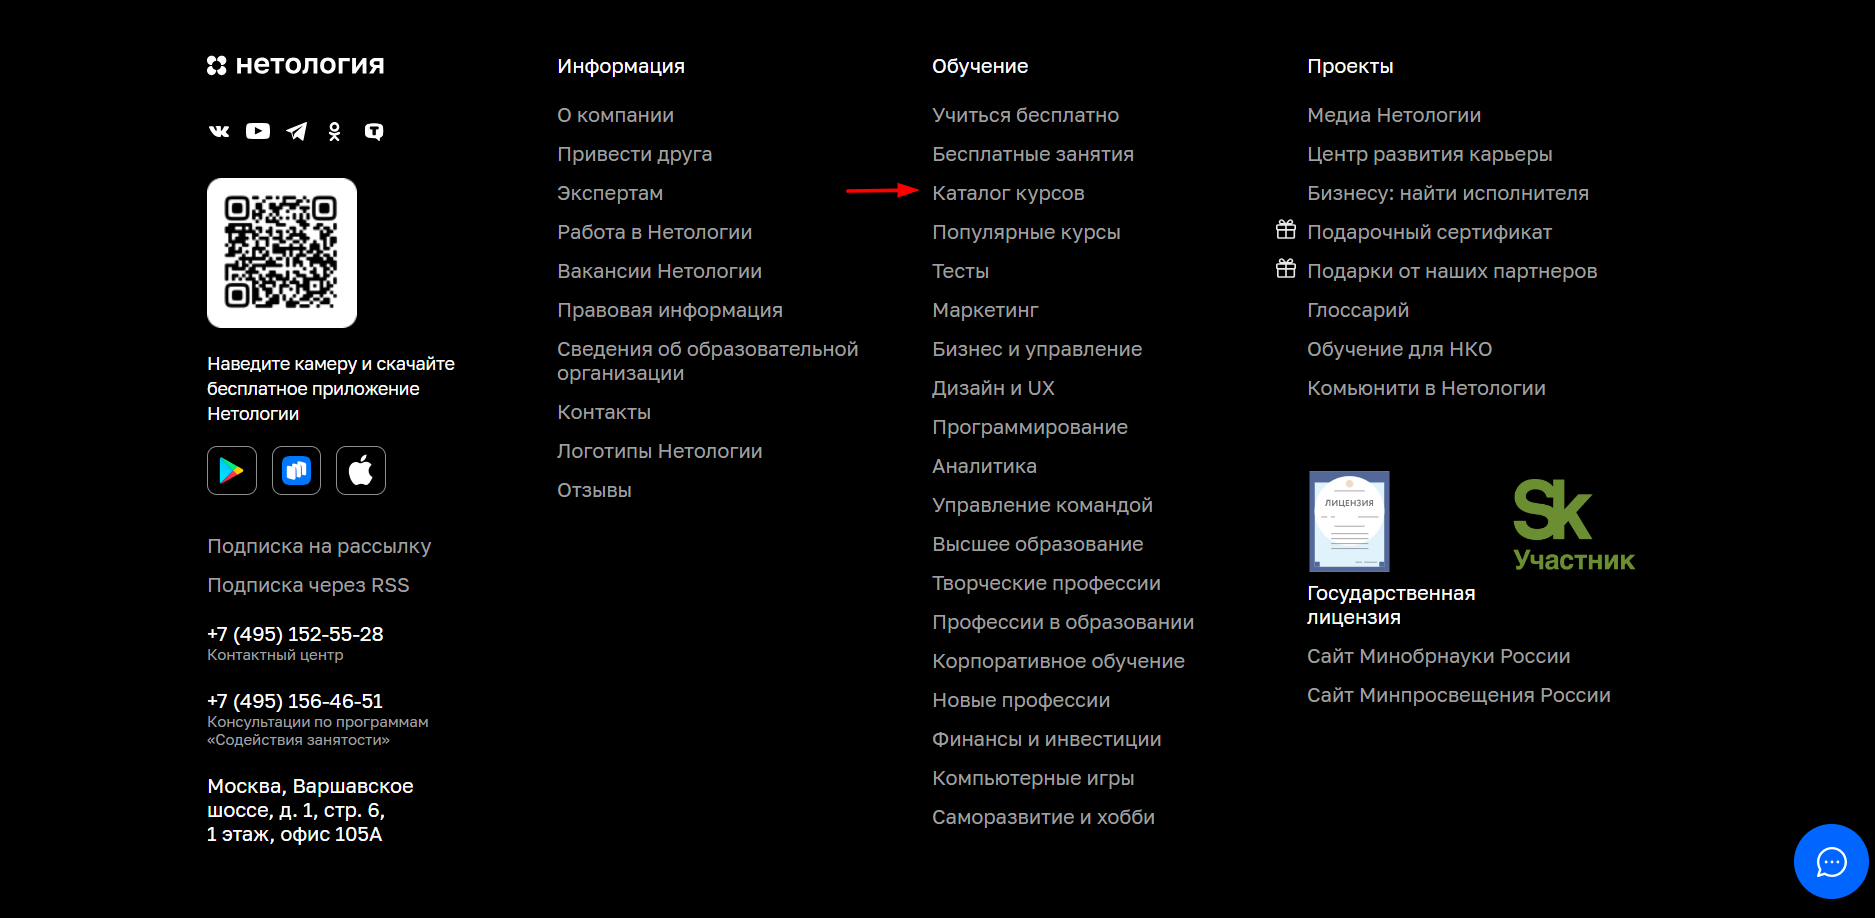 нетология
Наведите камеру и скачайте
бесплатное приложение
Нетологии
Подписка на рассылку
Подписка через RSS
+7 (495) 152-55-28
Контактный центр
+7 (495) 156-46-51
Консультации по программам
«Содействия занятости»
Москва, Варшавское
шоссе, д. 1, стр. 6,
1 этаж, офис 105А
Информация
О компании
Привести друга
Экспертам
Работа в Нетологии
Вакансии Нетологии
Правовая информация
Сведения об образовательной
организации
Контакты
Логотипы Нетологии
Отзывы
Обучение
Учиться бесплатно
Бесплатные занятия
Каталог курсов
Популярные курсы
Тесты
Маркетинг
Бизнес и управление
Дизайн и UX
Программирование
Аналитика
Управление командой
Высшее образование
Творческие профессии
Профессии в образовании
Корпоративное обучение
Новые профессии
Финансы и инвестиции
Компьютерные игры
Саморазвитие и хобби
Проекты
Медиа Нетологии
Центр развития карьеры
Бизнесу: найти исполнителя
Подарочный сертификат
Подарки от наших партнеров
Глоссарий
Обучение для НКО
Комьюнити в Нетологии
ЛИЦЕНЗИЯ
Sk
Участник
Государственная
лицензия
Сайт Минобрнауки России
Сайт Минпросвещения России